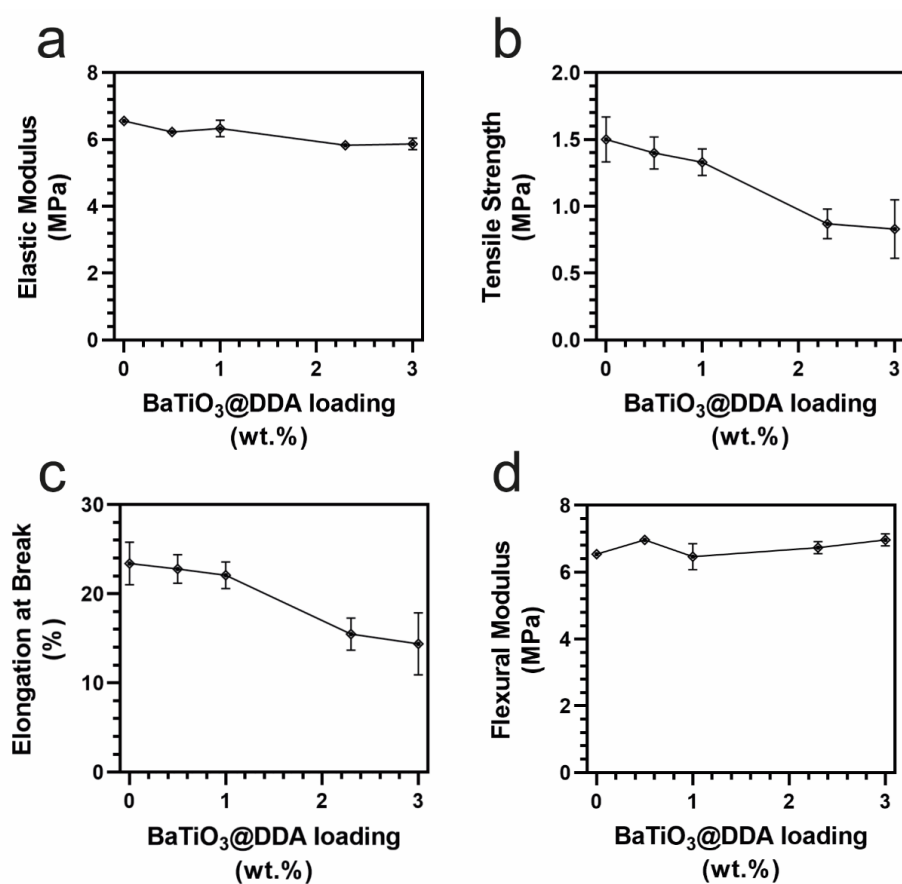 a
Elastic Modulus
(MPa)
8
6
4
2
0
0 1 2 3
BaTiO₃@DDA loading
(wt.%)
b
Tensile Strength
(MPa)
2.0
1.5
1.0
0.5
0.0
0 1 2 3
BaTiO₃@DDA loading
(wt.%)
c
Elongation at Break
(%)
30
20
10
0
0 1 2 3
BaTiO₃@DDA loading
(wt.%)
d
Flexural Modulus
(MPa)
8
6
4
2
0
0 1 2 3
BaTiO₃@DDA loading
(wt.%)